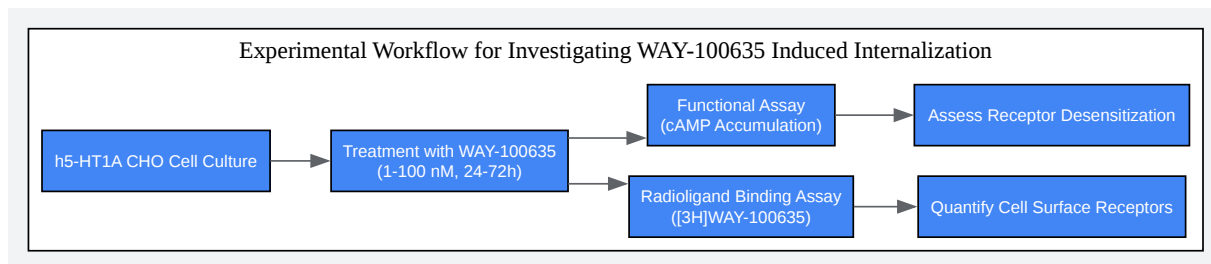 Experimental Workflow for Investigating WAY-100635 Induced Internalization
h5-HT1A CHO Cell Culture
Treatment with WAY-100635
(1-100 nM, 24-72h)
Functional Assay
(cAMP Accumulation)
Assess Receptor Desensitization
Radioligand Binding Assay
([3H]WAY-100635)
Quantify Cell Surface Receptors